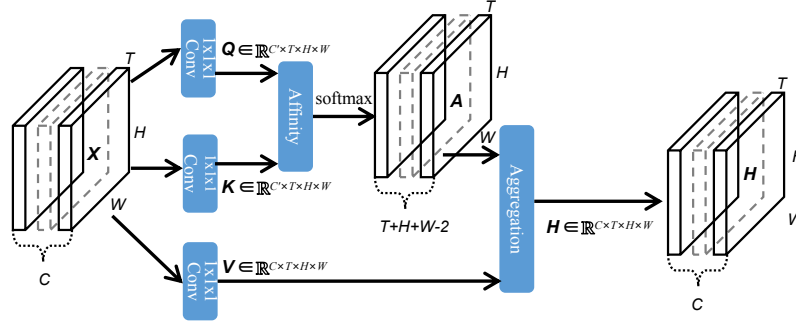 T
H
X
W
C
1x1x1
Conv
Q ∈ ℝ^{C'×T×H×W}
1x1x1
Conv
K ∈ ℝ^{C'×T×H×W}
1x1x1
Conv
V ∈ ℝ^{C×T×H×W}
Affinity
softmax
T
H
A
W
T+H+W-2
Aggregation
H ∈ ℝ^{C×T×H×W}
T
H
H
W
C